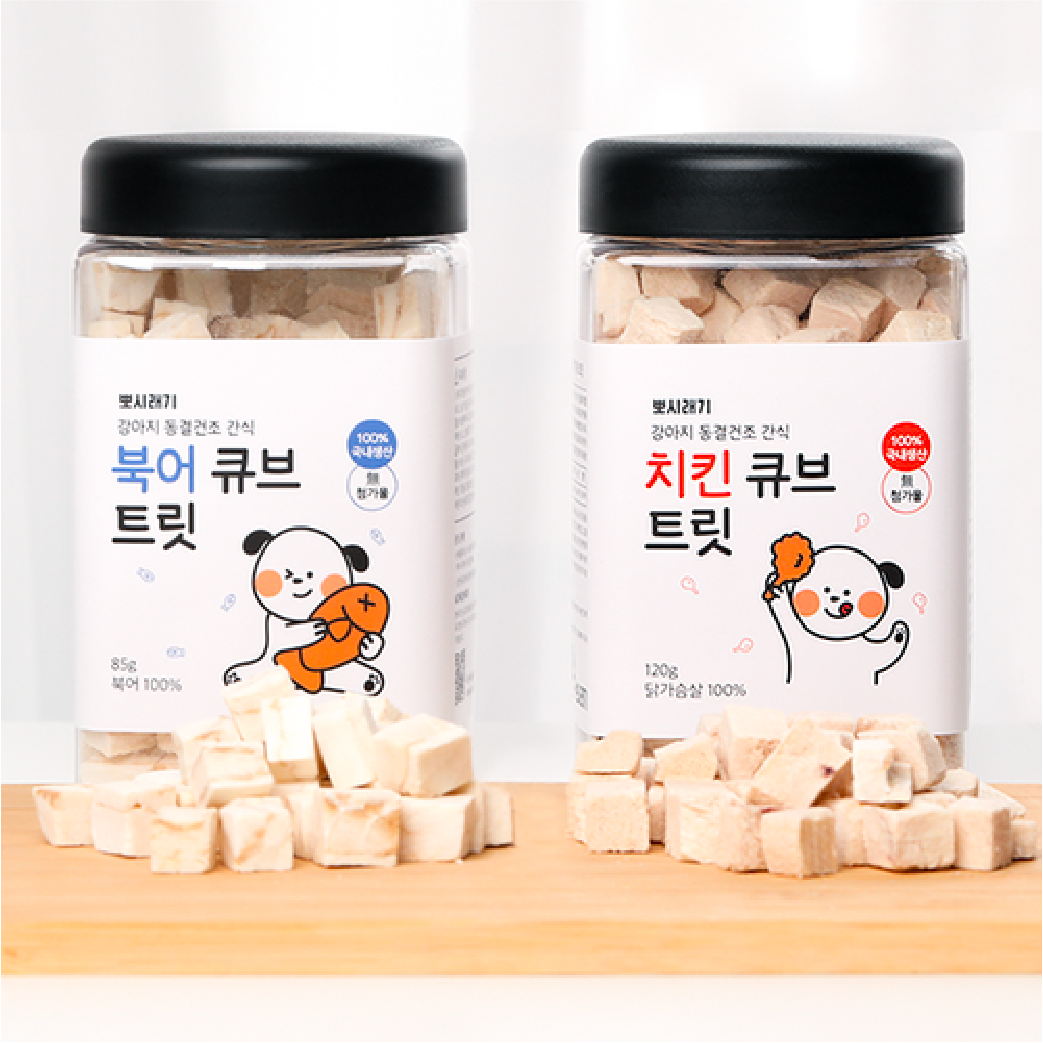 뽀시래기
강아지 동결건조 간식
북어 큐브
트릿
100%
국내생산
無
첨가물
85g
북어 100%
뽀시래기
강아지 동결건조 간식
치킨 큐브
트릿
100%
국내생산
無
첨가물
120g
닭가슴살 100%